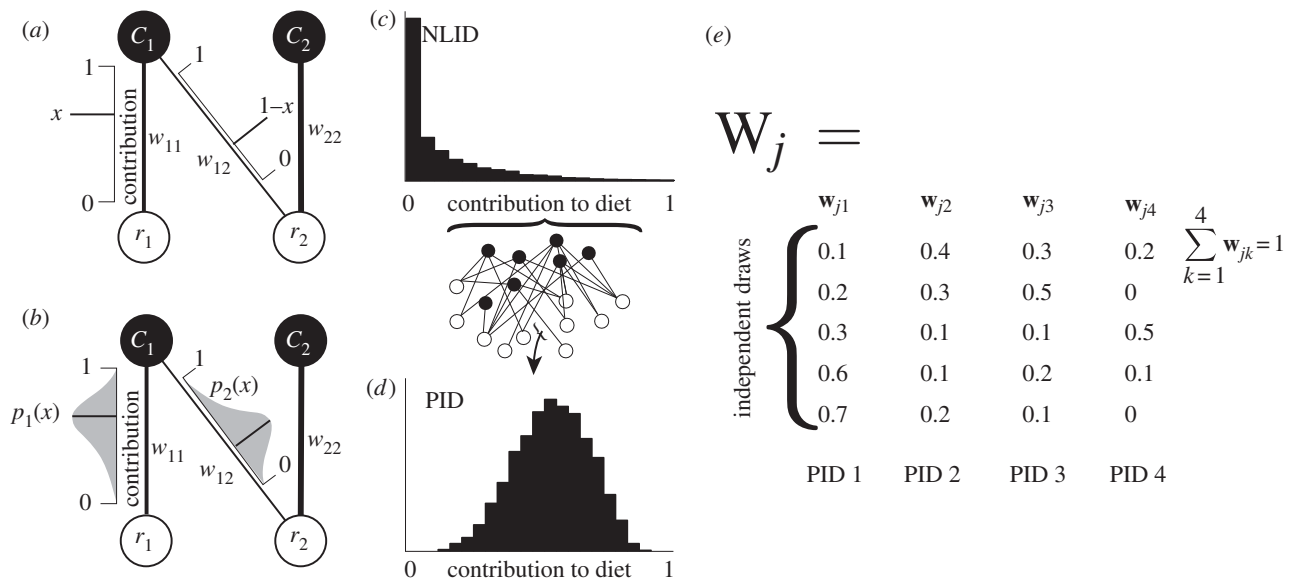 (a)
C1
C2
1
x
0
contribution
w11
1
1–x
w12
0
w22
r1
r2
(b)
C1
C2
1
p1(x)
0
contribution
w11
1
p2(x)
w12
0
w22
r1
r2
(c)
NLID
0 contribution to diet 1
(d)
PID
0 contribution to diet 1
(e)
Wj =
wj1 wj2 wj3 wj4
independent draws
0.1 0.4 0.3 0.2
0.2 0.3 0.5 0
0.3 0.1 0.1 0.5
0.6 0.1 0.2 0.1
0.7 0.2 0.1 0
4
∑ wjk = 1
k = 1
PID 1 PID 2 PID 3 PID 4